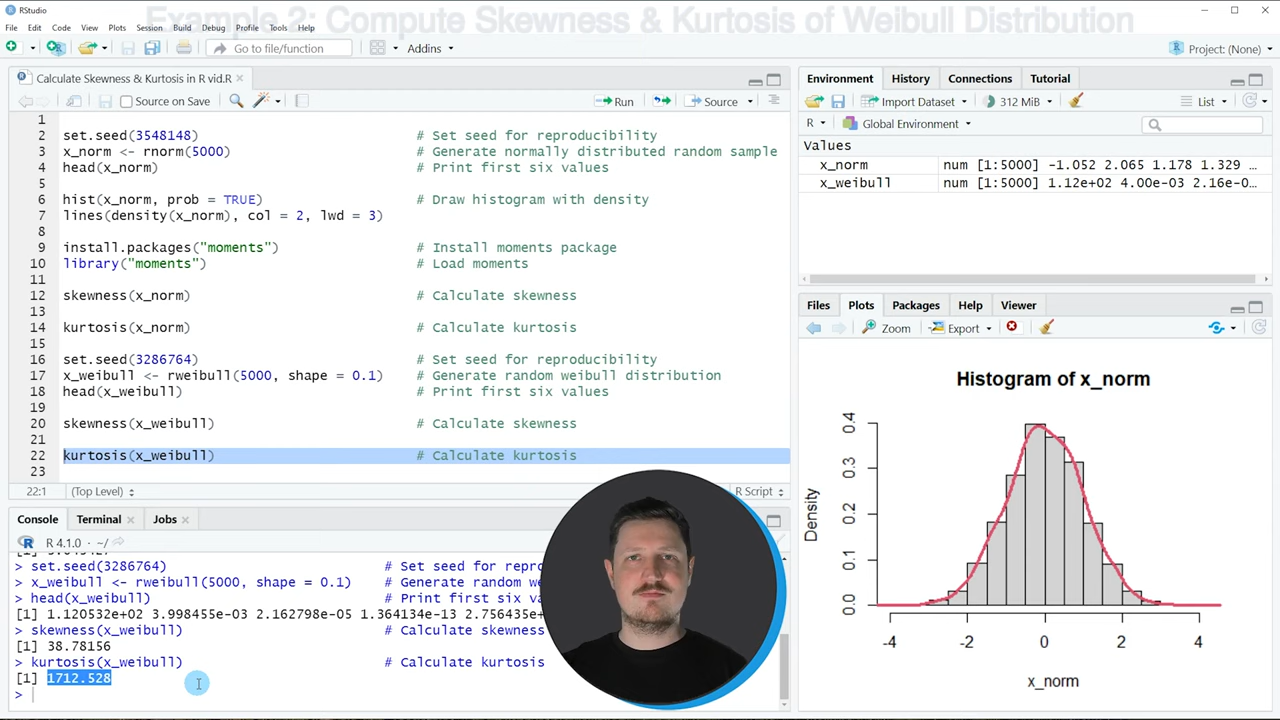 RStudio
Example 2: Compue Skewness & Kurtosis of Weibull Distribution
File Edit Code View Plots Session Build Debug Profile Tools Help
Go to file/function Addins Project: (None)
Calculate Skewness & Kurtosis in R vid.R
Source on Save Run Source
1
2 set.seed(3548148) # Set seed for reproducibility
3 x_norm <- rnorm(5000) # Generate normally distributed random sample
4 head(x_norm) # Print first six values
5
6 hist(x_norm, prob = TRUE) # Draw histogram with density
7 lines(density(x_norm), col = 2, lwd = 3)
8
9 install.packages("moments") # Install moments package
10 library("moments") # Load moments
11
12 skewness(x_norm) # Calculate skewness
13
14 kurtosis(x_norm) # Calculate kurtosis
15
16 set.seed(3286764) # Set seed for reproducibility
17 x_weibull <- rweibull(5000, shape = 0.1) # Generate random weibull distribution
18 head(x_weibull) # Print first six values
19
20 skewness(x_weibull) # Calculate skewness
21
22 kurtosis(x_weibull) # Calculate kurtosis
23
22:1 (Top Level) R Script
Console Terminal Jobs
R 4.1.0 · ~/
> set.seed(3286764) # Set seed for repro
> x_weibull <- rweibull(5000, shape = 0.1) # Generate random we
> head(x_weibull) # Print first six va
[1] 1.120532e+02 3.998455e-03 2.162798e-05 1.364134e-13 2.756435e
> skewness(x_weibull) # Calculate skewness
[1] 38.78156
> kurtosis(x_weibull) # Calculate kurtosis
[1] 1712.528
>
Environment History Connections Tutorial
Import Dataset 312 MiB List
R Global Environment
Values
x_norm num [1:5000] -1.052 2.065 1.178 1.329 ...
x_weibull num [1:5000] 1.12e+02 4.00e-03 2.16e-0...
Files Plots Packages Help Viewer
Zoom Export
Histogram of x_norm
Density
0.4
0.3
0.2
0.1
0.0
-4 -2 0 2 4
x_norm